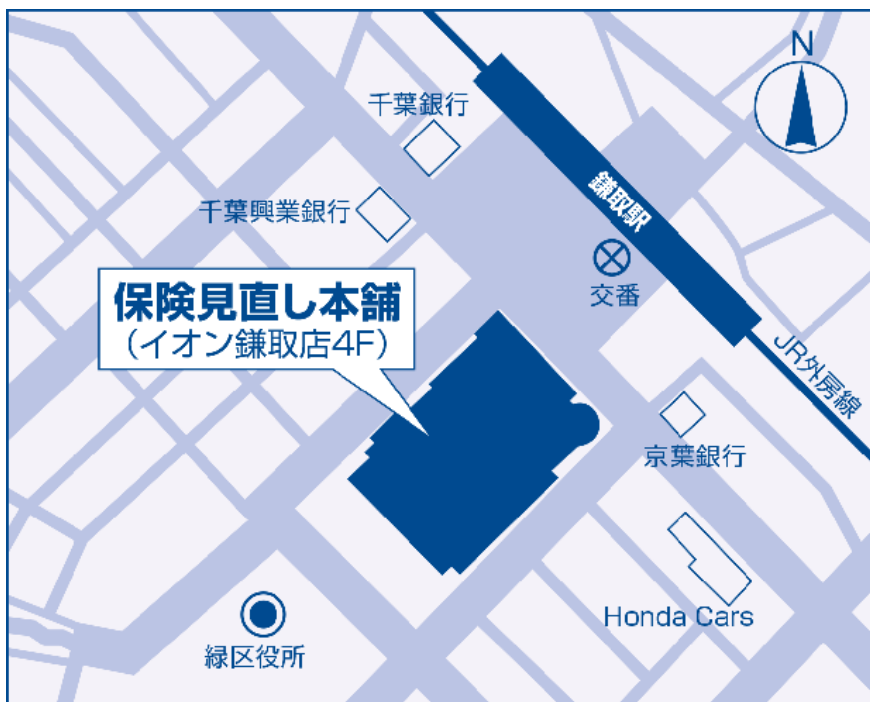 N
千葉銀行
鎌取駅
千葉興業銀行
交番
保険見直し本舗
（イオン鎌取店4F）
JR外房線
京葉銀行
Honda Cars
緑区役所